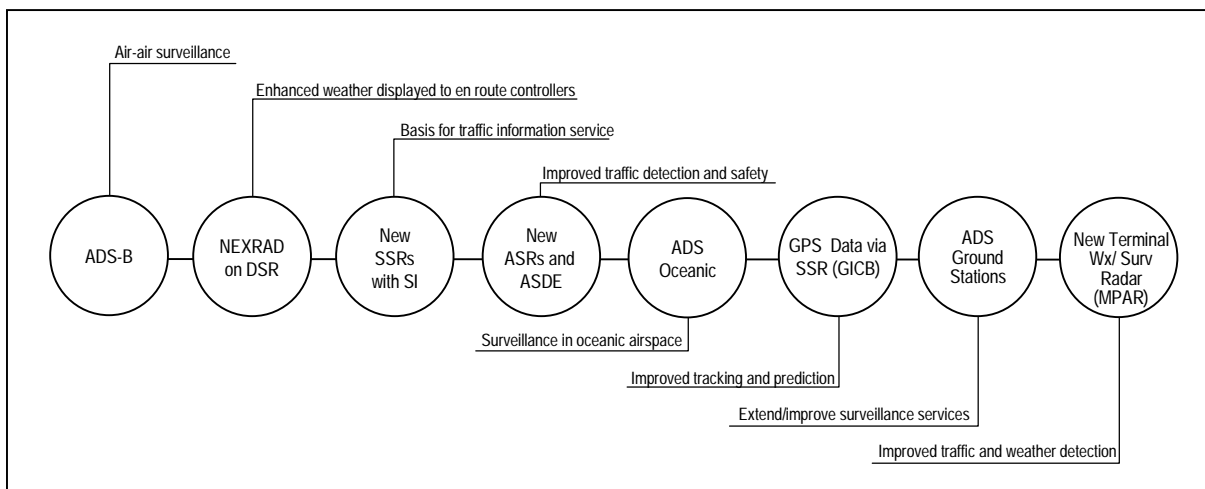 Air-air surveillance
Enhanced weather displayed to en route controllers
Basis for traffic information service
Improved traffic detection and safety
ADS-B
NEXRAD
on DSR
New
SSRs
with SI
New
ASRs and
ASDE
ADS
Oceanic
GPS Data via
SSR (GICB)
ADS
Ground
Stations
New Terminal
Wx/ Surv
Radar
(MPAR)
Surveillance in oceanic airspace
Improved tracking and prediction
Extend/improve surveillance services
Improved traffic and weather detection